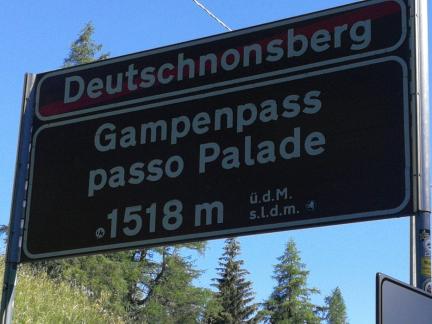 Deutschnonsberg
Gampenpass
passo Palade
1518 m ü.d.M.
s.l.d.m.